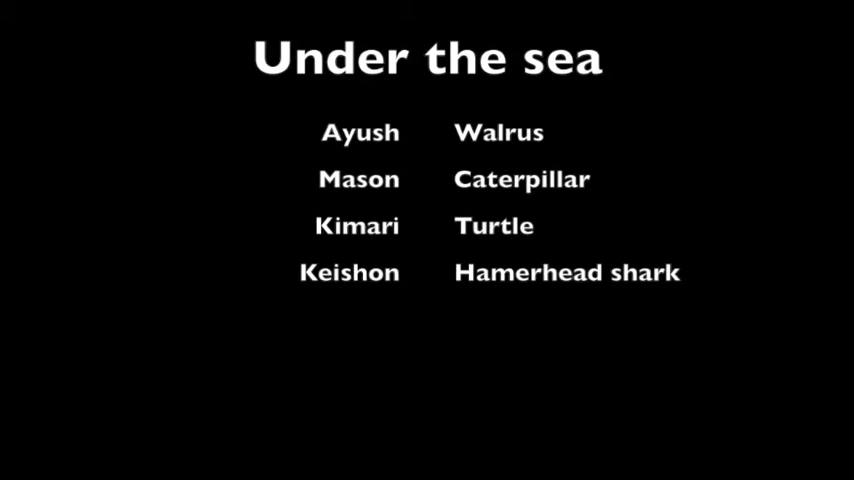 Under the sea
Ayush Walrus
Mason Caterpillar
Kimari Turtle
Keishon Hamerhead shark